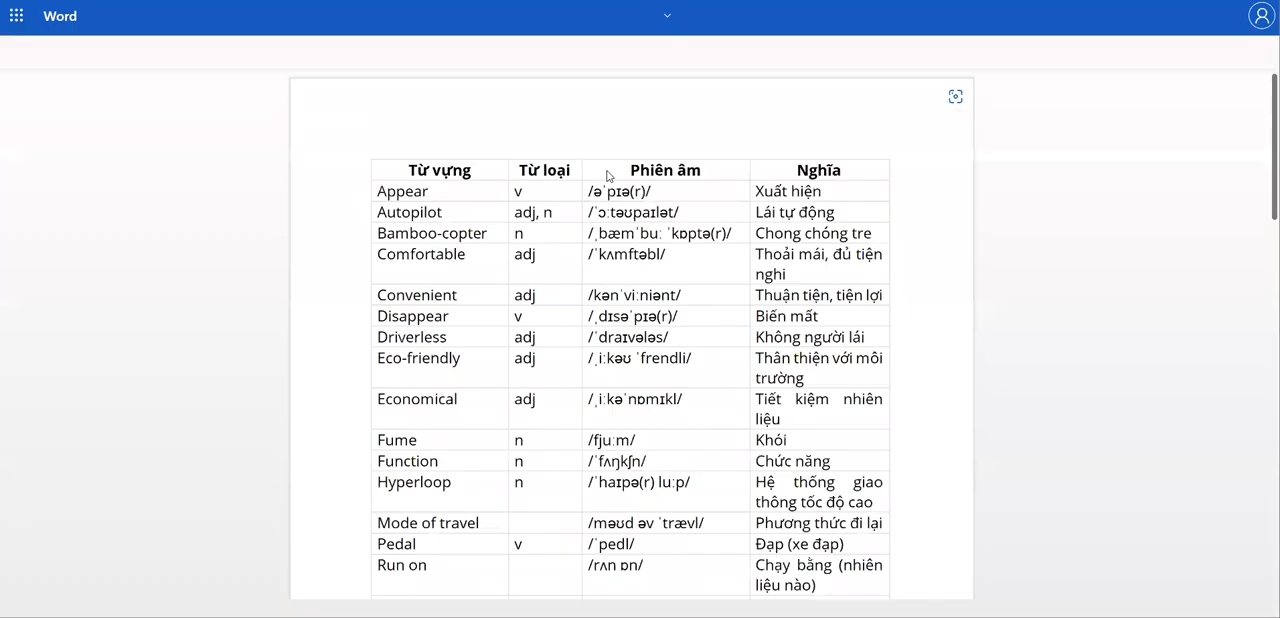 Word
Từ vựng Từ loại Phiên âm Nghĩa
Appear v /əˈpɪə(r)/ Xuất hiện
Autopilot adj, n /ˈɔːtəʊpaɪlət/ Lái tự động
Bamboo-copter n /ˌbæmˈbuː ˈkɒptə(r)/ Chong chóng tre
Comfortable adj /ˈkʌmftəbl/ Thoải mái, đủ tiện
nghi
Convenient adj /kənˈviːniənt/ Thuận tiện, tiện lợi
Disappear v /ˌdɪsəˈpɪə(r)/ Biến mất
Driverless adj /ˈdraɪvələs/ Không người lái
Eco-friendly adj /ˌiːkəʊ ˈfrendli/ Thân thiện với môi
trường
Economical adj /ˌiːkəˈnɒmɪkl/ Tiết kiệm nhiên
liệu
Fume n /fjuːm/ Khói
Function n /ˈfʌŋkʃn/ Chức năng
Hyperloop n /ˈhaɪpə(r) luːp/ Hệ thống giao
thông tốc độ cao
Mode of travel /məʊd əv ˈtrævl/ Phương thức đi lại
Pedal v /ˈpedl/ Đạp (xe đạp)
Run on /rʌn ɒn/ Chạy bằng (nhiên
liệu nào)